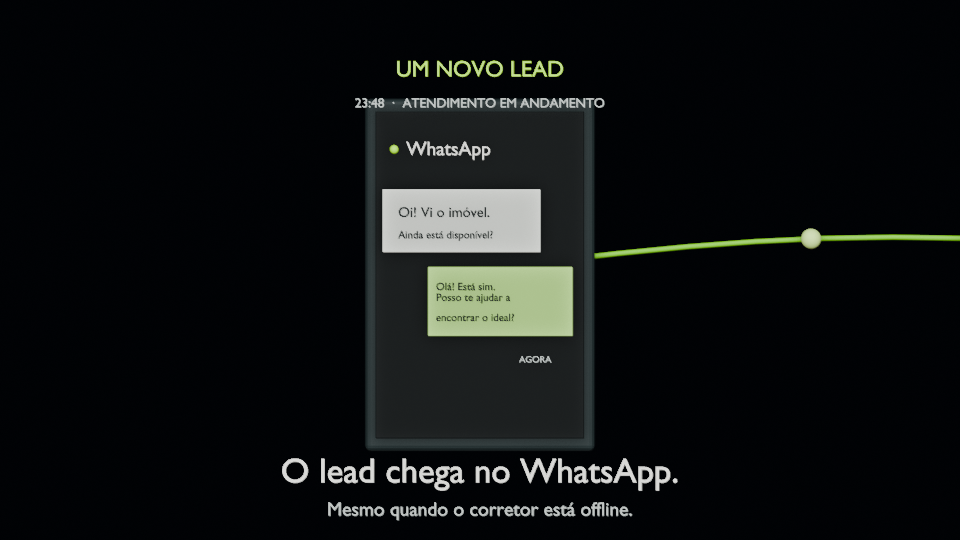 UM NOVO LEAD
23:48 · ATENDIMENTO EM ANDAMENTO
WhatsApp
Oi! Vi o imóvel.
Ainda está disponível?
Olá! Está sim.
Posso te ajudar a
encontrar o ideal?
AGORA
O lead chega no WhatsApp.
Mesmo quando o corretor está offline.